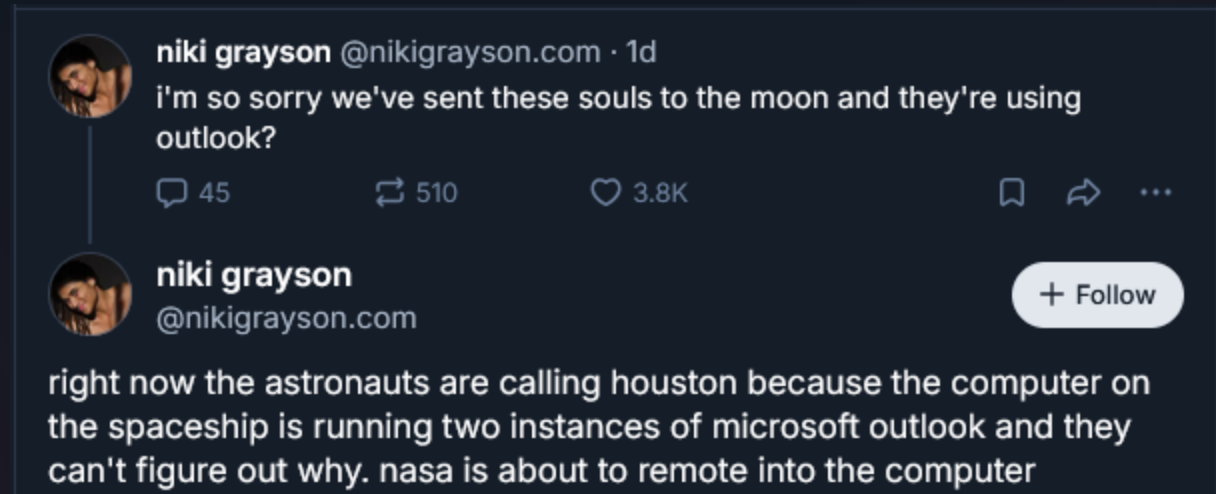 niki grayson @nikigrayson.com · 1d
i'm so sorry we've sent these souls to the moon and they're using
outlook?
45 510 3.8K
niki grayson
@nikigrayson.com
+ Follow
right now the astronauts are calling houston because the computer on
the spaceship is running two instances of microsoft outlook and they
can't figure out why. nasa is about to remote into the computer